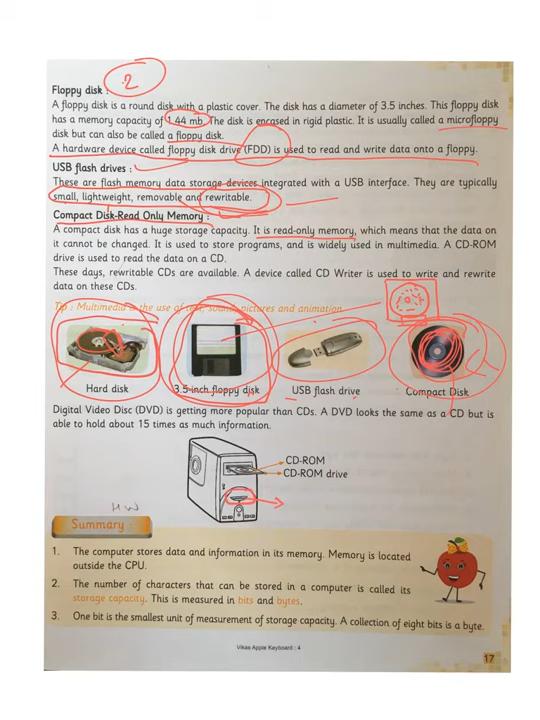 Floppy disk :
2
A floppy disk is a round disk with a plastic cover. The disk has a diameter of 3.5 inches. This floppy disk
has a memory capacity of 1.44 mb. The disk is encased in rigid plastic. It is usually called a microfloppy
disk but can also be called a floppy disk.
A hardware device called floppy disk drive (FDD) is used to read and write data onto a floppy.
USB flash drives :
These are flash memory data storage devices integrated with a USB interface. They are typically
small, lightweight, removable and rewritable.
Compact Disk-Read Only Memory :
A compact disk has a huge storage capacity. It is read-only memory, which means that the data on
it cannot be changed. It is used to store programs, and is widely used in multimedia. A CD-ROM
drive is used to read the data on a CD.
These days, rewritable CDs are available. A device called CD Writer is used to write and rewrite
data on these CDs.
Tip : Multimedia is the use of text, sound, pictures and animation.
Hard disk
3.5-inch floppy disk
USB flash drive
Compact Disk
Digital Video Disc (DVD) is getting more popular than CDs. A DVD looks the same as a CD but is
able to hold about 15 times as much information.
CD-ROM
CD-ROM drive
HW
Summary :
1. The computer stores data and information in its memory. Memory is located
outside the CPU.
2. The number of characters that can be stored in a computer is called its
storage capacity. This is measured in bits and bytes.
3. One bit is the smallest unit of measurement of storage capacity. A collection of eight bits is a byte.
Vikas Apple Keyboard : 4
17